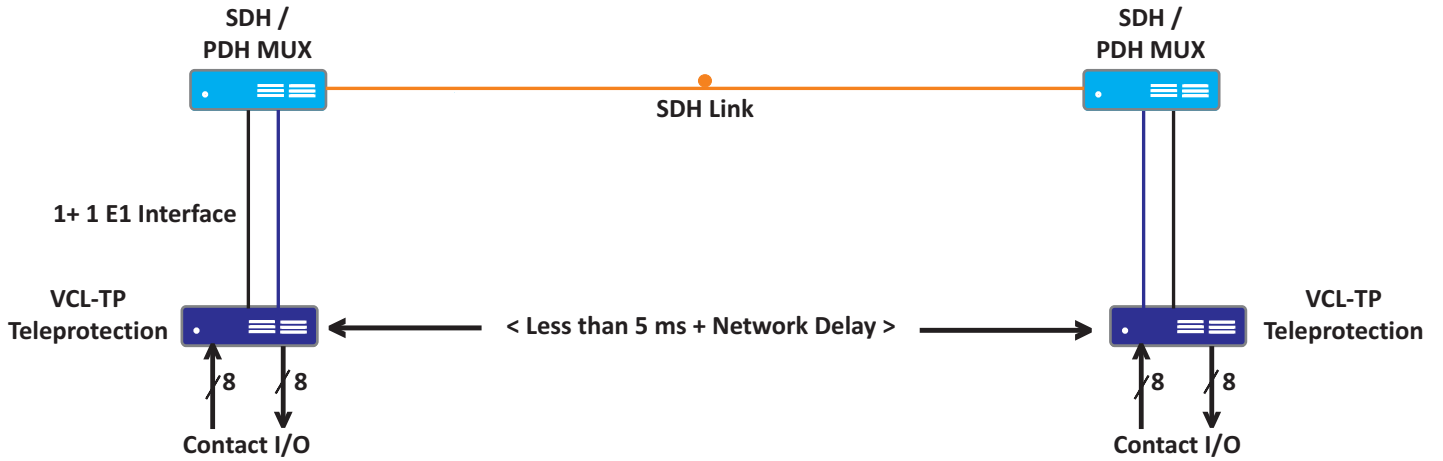 SDH /
PDH MUX
SDH /
PDH MUX
SDH Link
1+ 1 E1 Interface
VCL-TP
Teleprotection
< Less than 5 ms + Network Delay >
VCL-TP
Teleprotection
8
8
8
8
Contact I/O
Contact I/O